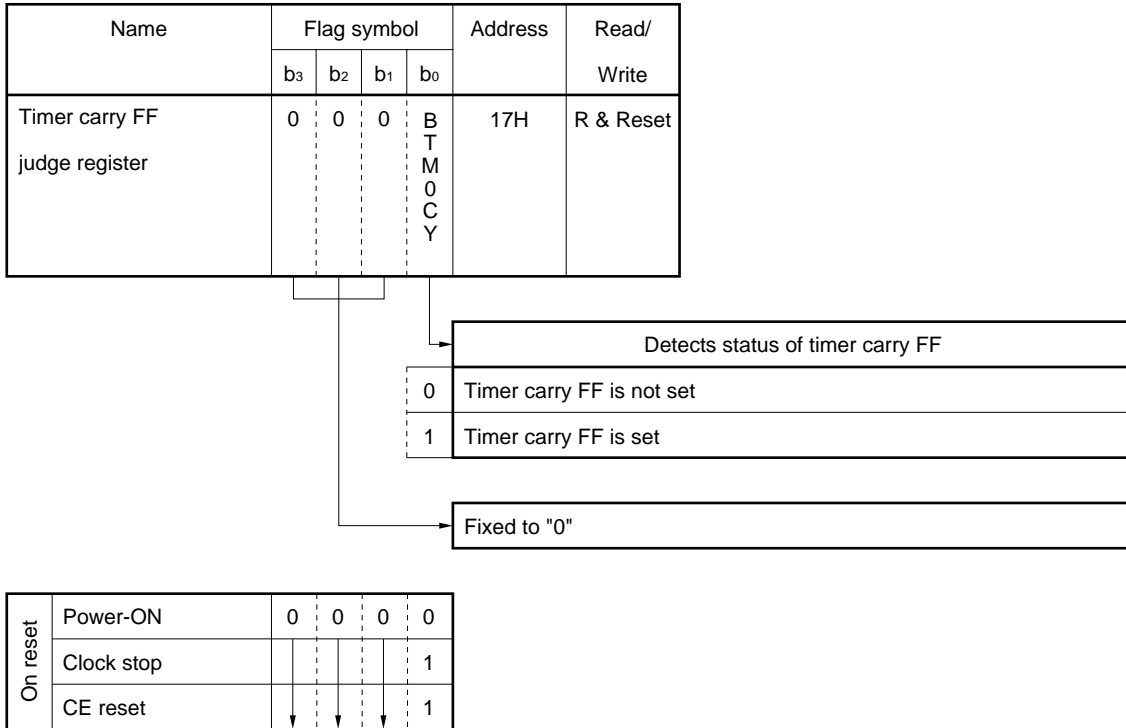 Name Flag symbol Address Read/
b3 b2 b1 b0 Write
Timer carry FF 0 0 0 BTM0CY 17H R & Reset
judge register
Detects status of timer carry FF
0 Timer carry FF is not set
1 Timer carry FF is set
Fixed to "0"
On reset
Power-ON 0 0 0 0
Clock stop 1
CE reset 1